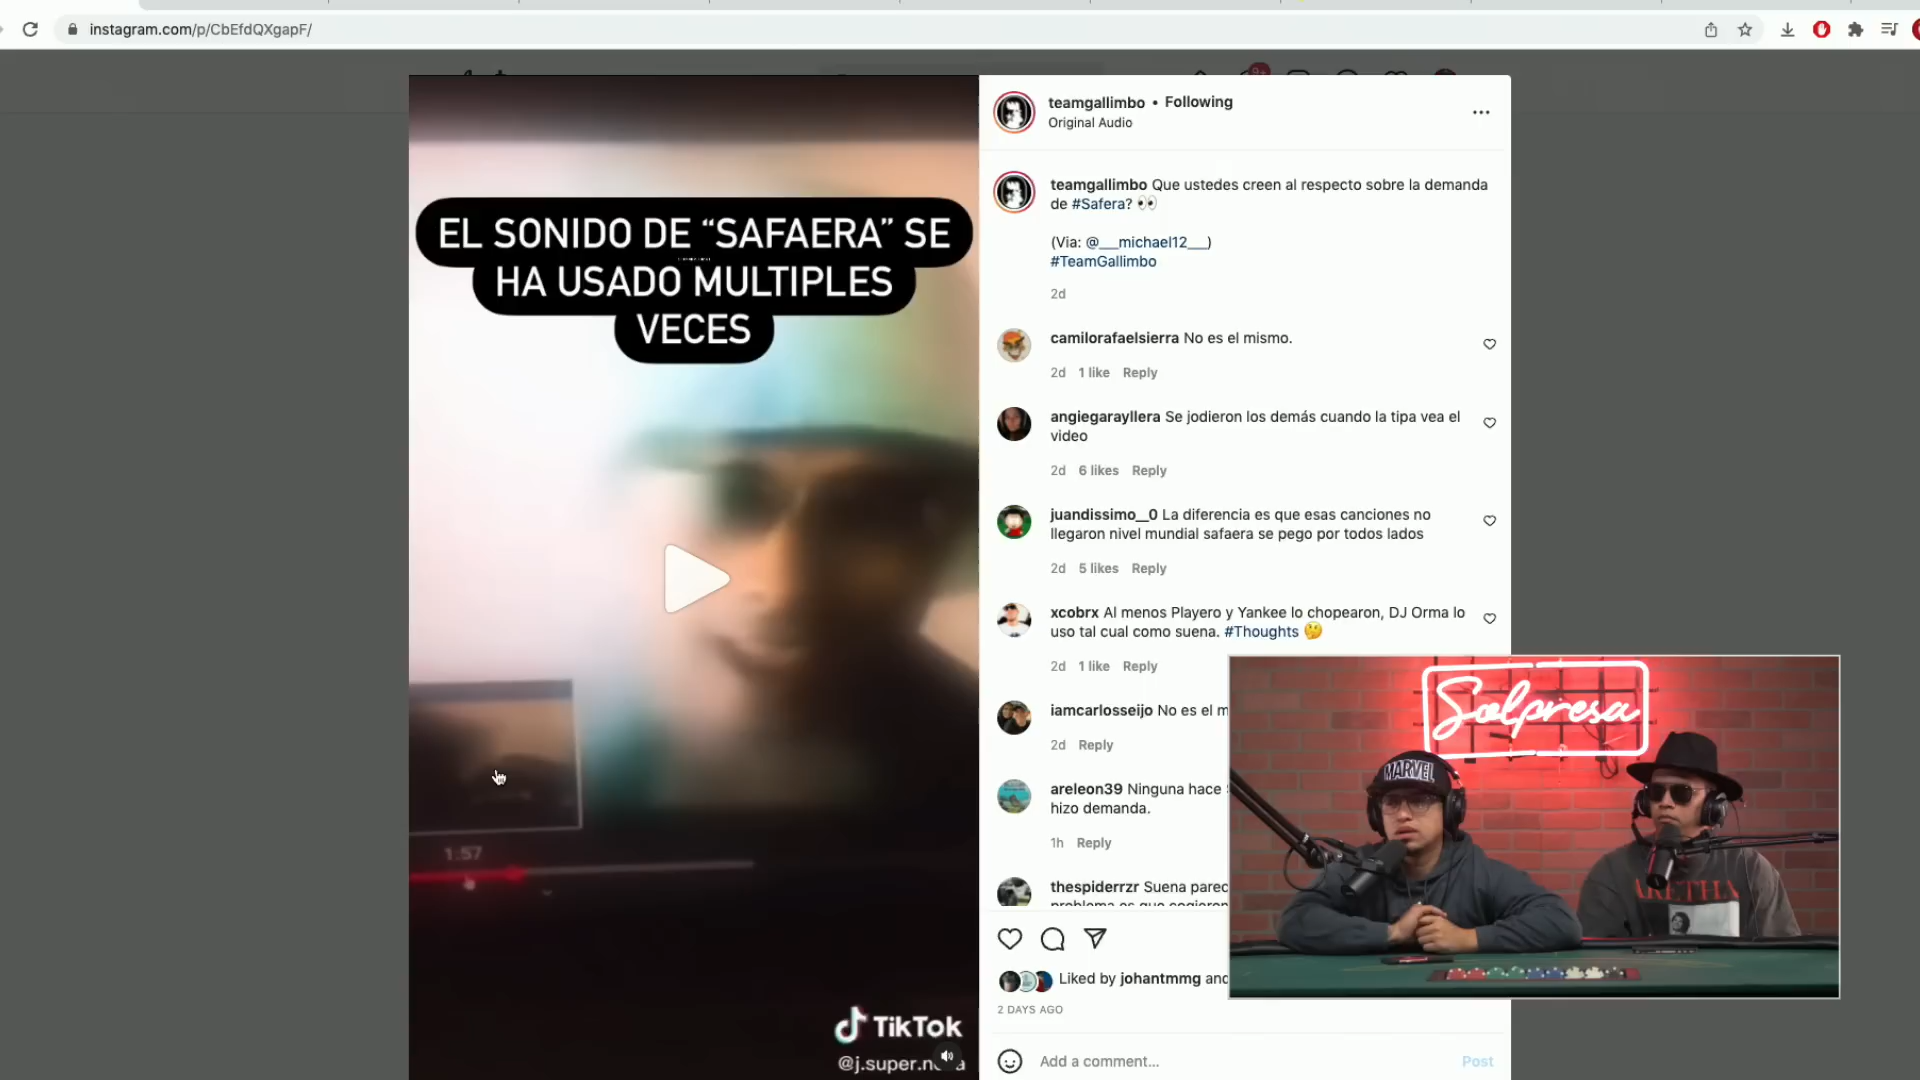 instagram.com/p/CbEfdQXgapF/
EL SONIDO DE “SAFAERA” SE
HA USADO MULTIPLES
VECES
1:57
TikTok
teamgallimbo • Following
Original Audio
teamgallimbo Que ustedes creen al respecto sobre la demanda
de #Safera? 👀
(Via: @___michael12___)
#TeamGallimbo
2d
camilorafaelsierra No es el mismo.
2d 1 like Reply
angiegarayllera Se jodieron los demás cuando la tipa vea el
video
2d 6 likes Reply
juandissimo__0 La diferencia es que esas canciones no
llegaron nivel mundial safaera se pego por todos lados
2d 5 likes Reply
xcobrx Al menos Playero y Yankee lo chopearon, DJ Orma lo
uso tal cual como suena. #Thoughts 🤔
2d 1 like Reply
iamcarlosseijo No es el m
2d Reply
areleon39 Ninguna hace
hizo demanda.
1h Reply
thespiderrzr Suena parec
Liked by johantmmg and
2 DAYS AGO
Add a comment... Post
Solpresa
MARVEL
ARETHA